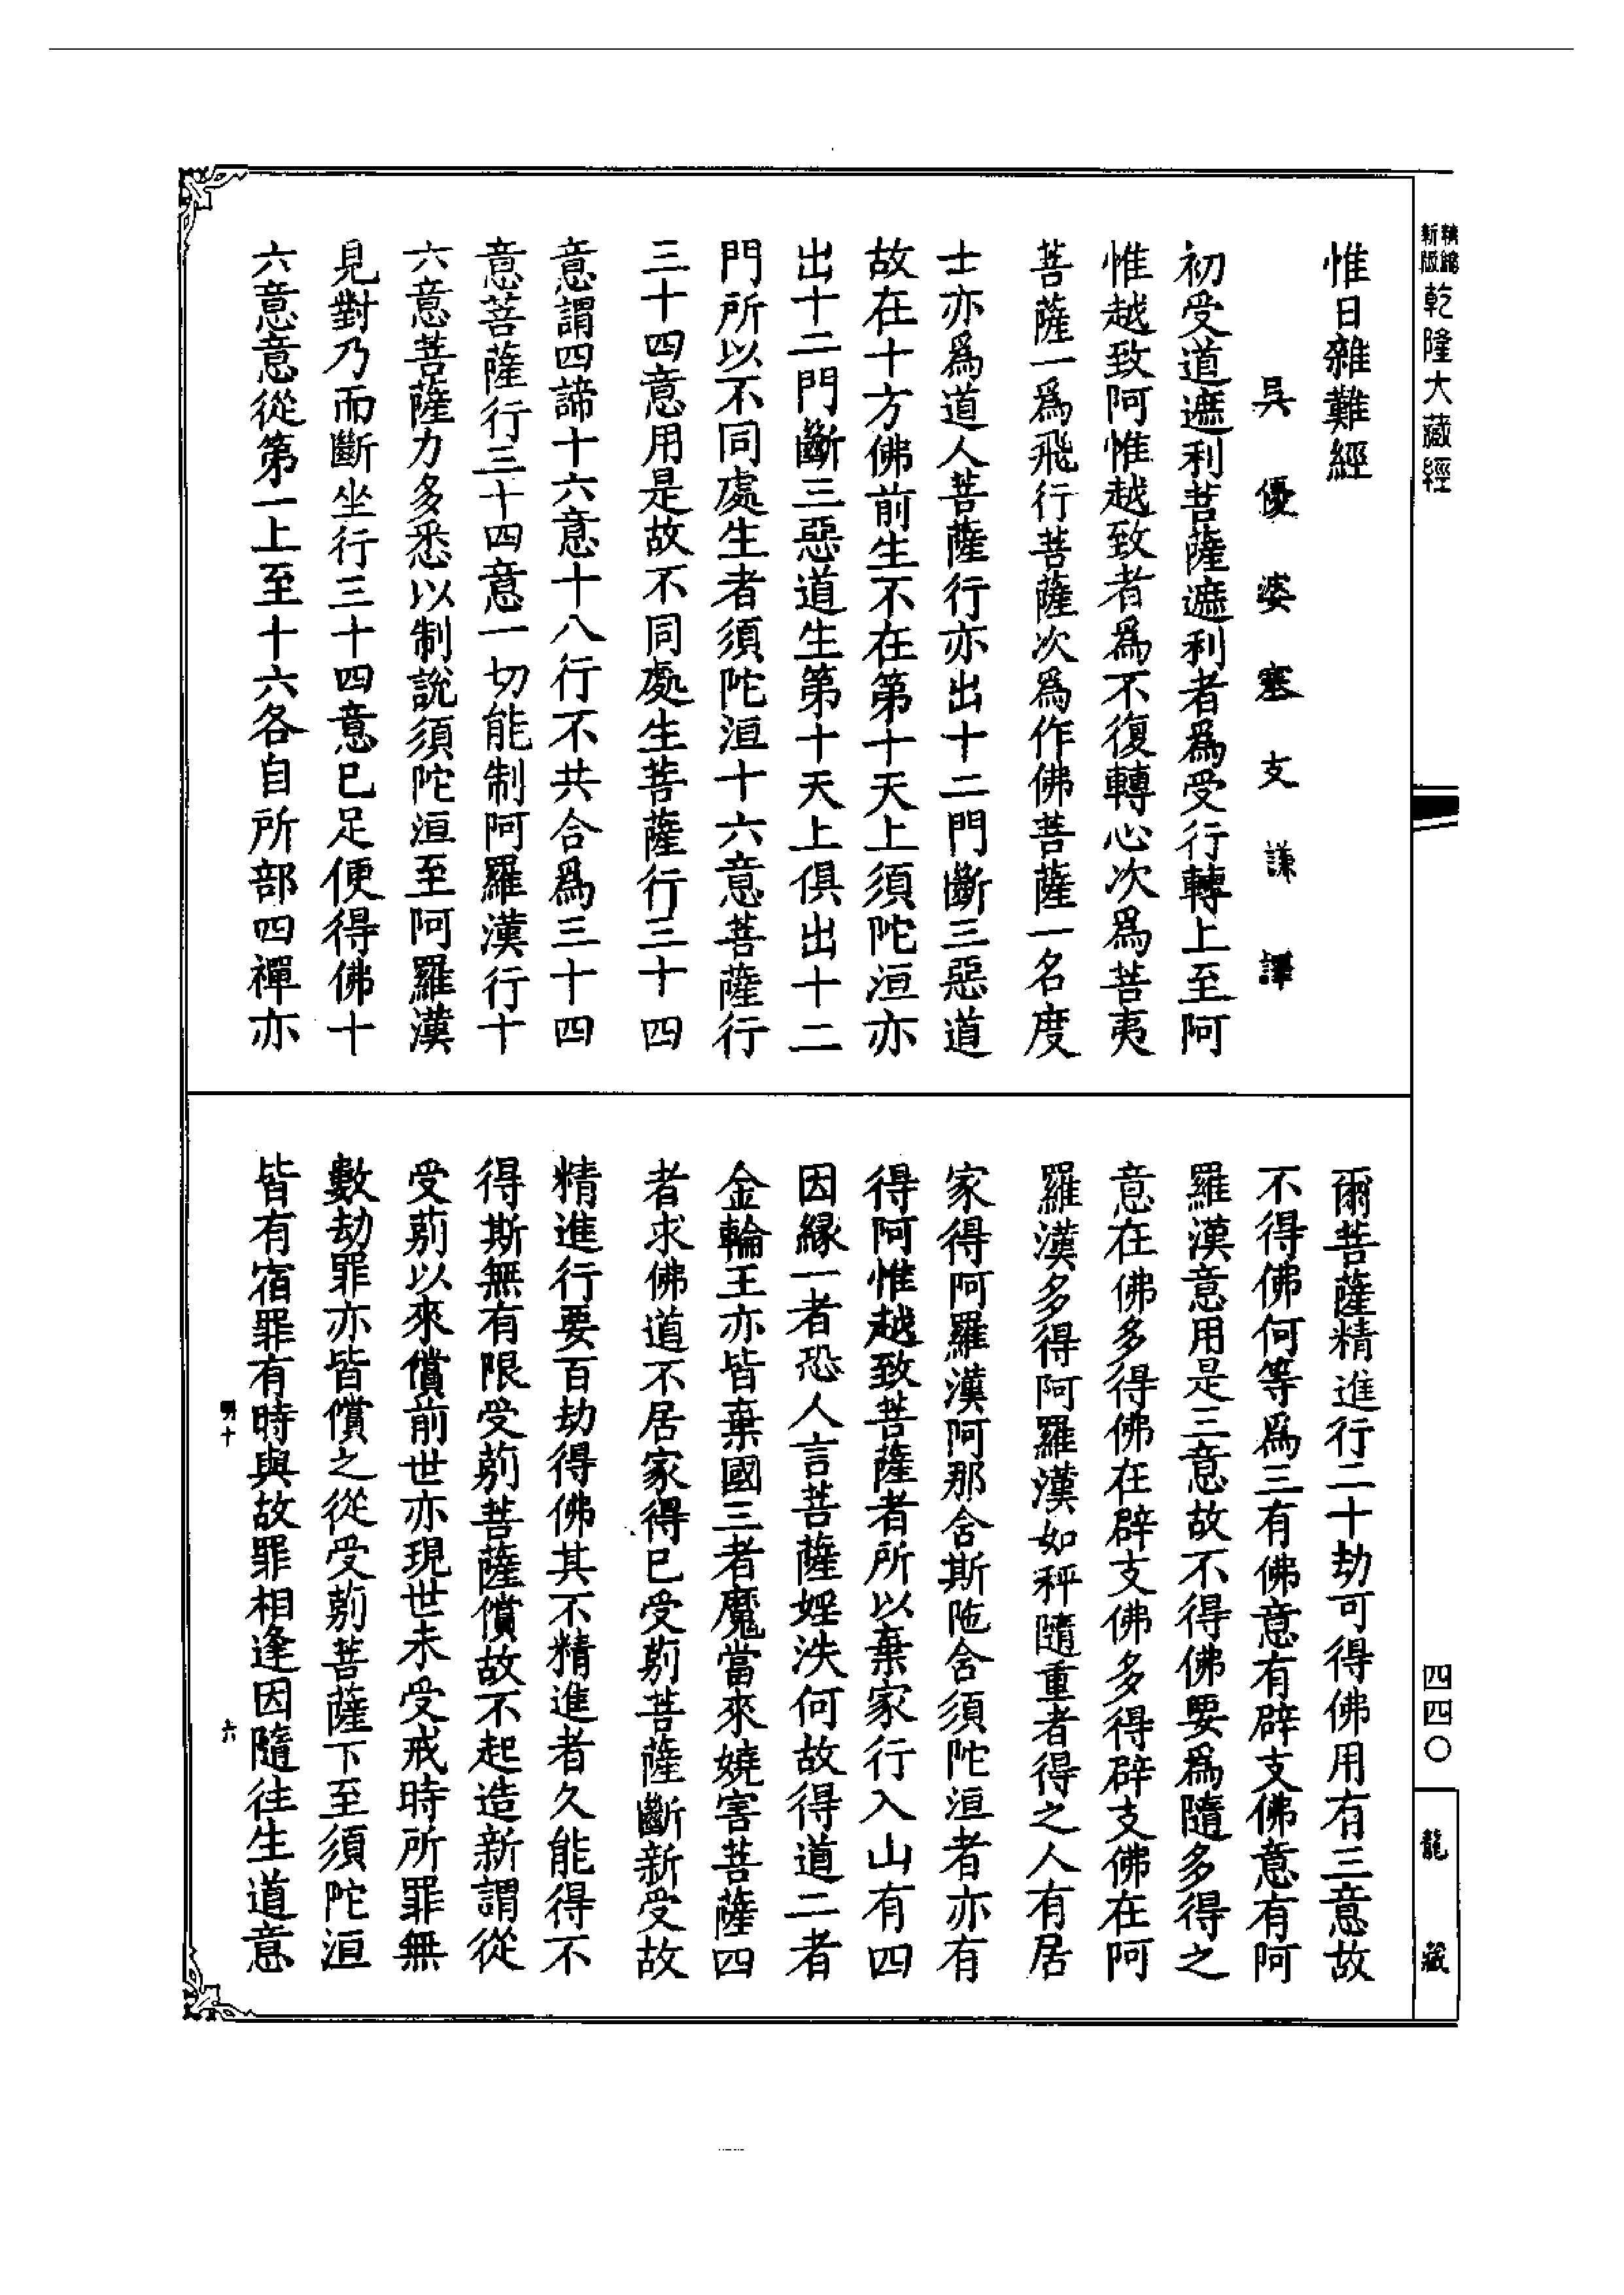 精縮新版乾隆大藏經
惟日雜難經
吳優婆塞支謙譯
初受道遮利菩薩遮利者為受行轉上至阿
惟越致阿惟越致者為不復轉心次為菩夷
菩薩一為飛行菩薩次為作佛菩薩一名度
士亦為道人菩薩行亦出十二門斷三惡道
故在十方佛前生不在第十天上須陀洹亦
出十二門斷三惡道生第十天上俱出十二
門所以不同處生者須陀洹十六意菩薩行
三十四意用是故不同處生菩薩行三十四
意謂四諦十六意十八行不共合為三十四
意菩薩行三十四意一切能制阿羅漢行十
六意菩薩力多悉以制說須陀洹至阿羅漢
見對乃而斷坐行三十四意已足便得佛十
六意意從第一上至十六各自所部四禪亦
爾菩薩精進行二十劫可得佛用有三意故
不得佛何等為三有佛意有辟支佛意有阿
羅漢意用是三意故不得佛要為隨多得之
意在佛多得佛在辟支佛多得辟支佛在阿
羅漢多得阿羅漢如秤隨重者得之人有居
家得阿羅漢阿那含斯陁含須陀洹者亦有
得阿惟越致菩薩者所以棄家行入山有四
因緣一者恐人言菩薩婬泆何故得道二者
金輪王亦皆棄國三者魔當來嬈害菩薩四
者求佛道不居家得已受莂菩薩斷新受故
精進行要百劫得佛其不精進者久能得不
得斯無有限受莂菩薩償故不起造新謂從
受莂以來償前世亦現世未受戒時所罪無
數劫罪亦皆償之從受莂菩薩下至須陀洹
皆有宿罪有時與故罪相逢因隨往生道意
明十
六
四四〇
龍藏